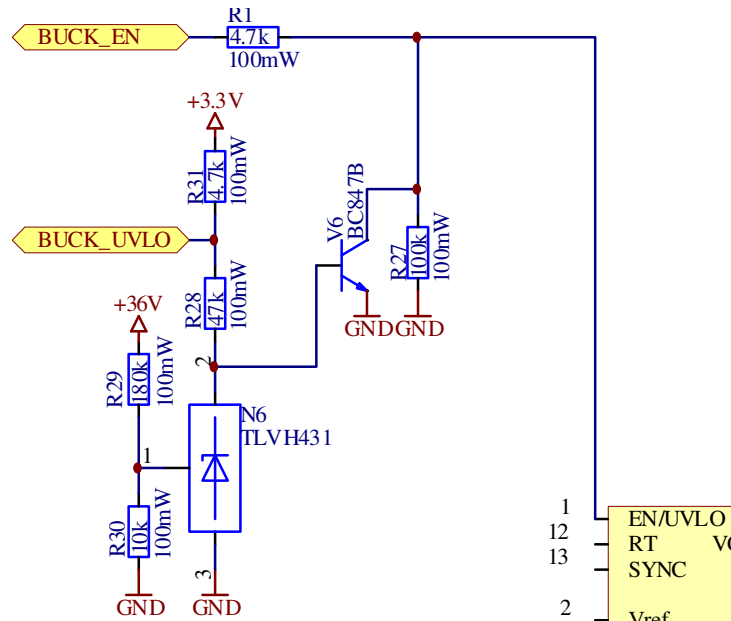 R1
BUCK_EN
4.7k
100mW
+3.3V
R31
4.7k
100mW
BUCK_UVLO
V6
BC847B
R27
100k
100mW
R28
47k
100mW
+36V
GND
GND
R29
180k
100mW
2
N6
TLVH431
1
R30
10k
100mW
3
GND
GND
1
EN/UVLO
12
RT
13
SYNC
2
Vref